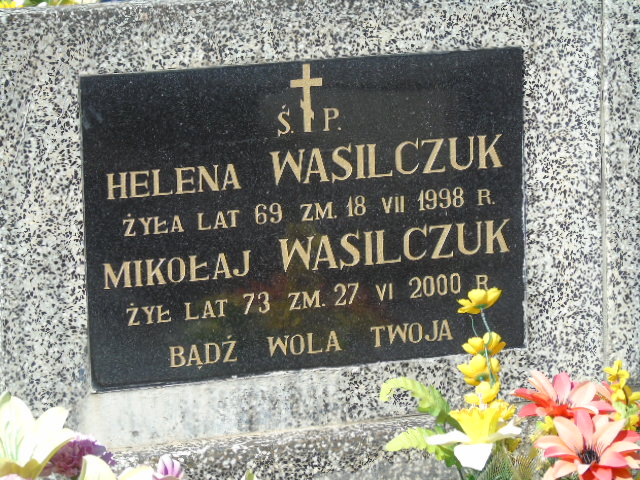 Ś. P.
HELENA WASILCZUK
ŻYŁA LAT 69 ZM. 18 VII 1998 R.
MIKOŁAJ WASILCZUK
ŻYŁ LAT 73 ZM. 27 VI 2000 R.
BĄDŹ WOLA TWOJA